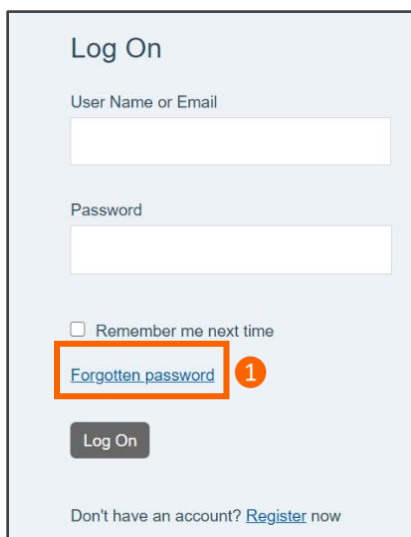 Log On
User Name or Email
Password
Remember me next time
Forgotten password 1
Log On
Don't have an account? Register now